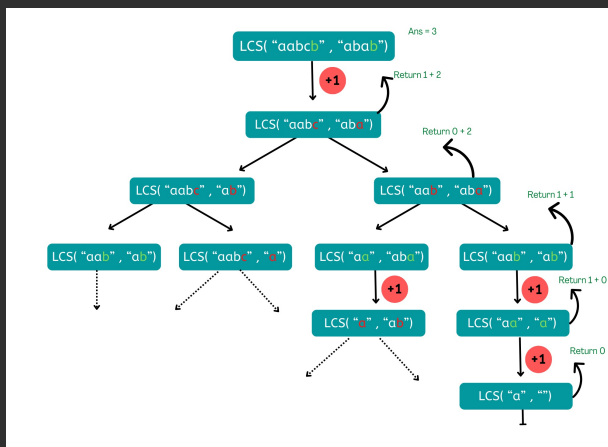 Ans = 3
LCS( “aabcb” , “abab”)
+1
Return 1 + 2
LCS( “aabc” , “aba”)
Return 0 + 2
LCS( “aabc” , “ab”)
LCS( “aab” , “aba”)
Return 1 + 1
LCS( “aab” , “ab”)
LCS( “aabc” , “a”)
LCS( “aa” , “aba”)
LCS( “aab” , “ab”)
+1
+1
Return 1 + 0
LCS( “a” , “ab”)
LCS( “aa” , “a”)
+1
Return 0
LCS( “a” , “”)